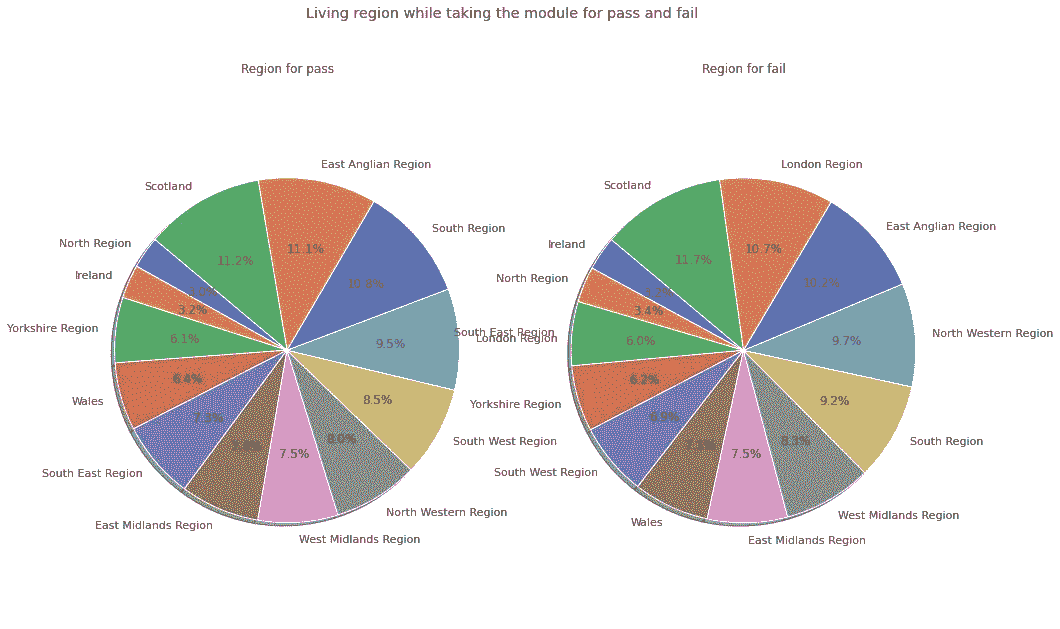 Living region while taking the module for pass and fail
Region for pass
East Anglian Region
Scotland
South Region
North Region
Ireland
Yorkshire Region
London Region
Wales
South West Region
South East Region
North Western Region
East Midlands Region
West Midlands Region
11.1%
11.2%
3.2%
6.1%
9.5%
6.4%
8.5%
8.0%
7.5%
Region for fail
London Region
Scotland
East Anglian Region
Ireland
North Region
South East Region
North Western Region
Yorkshire Region
South Region
South West Region
West Midlands Region
Wales
East Midlands Region
10.7%
11.7%
10.2%
3.4%
6.0%
9.7%
6.2%
9.2%
8.3%
7.5%